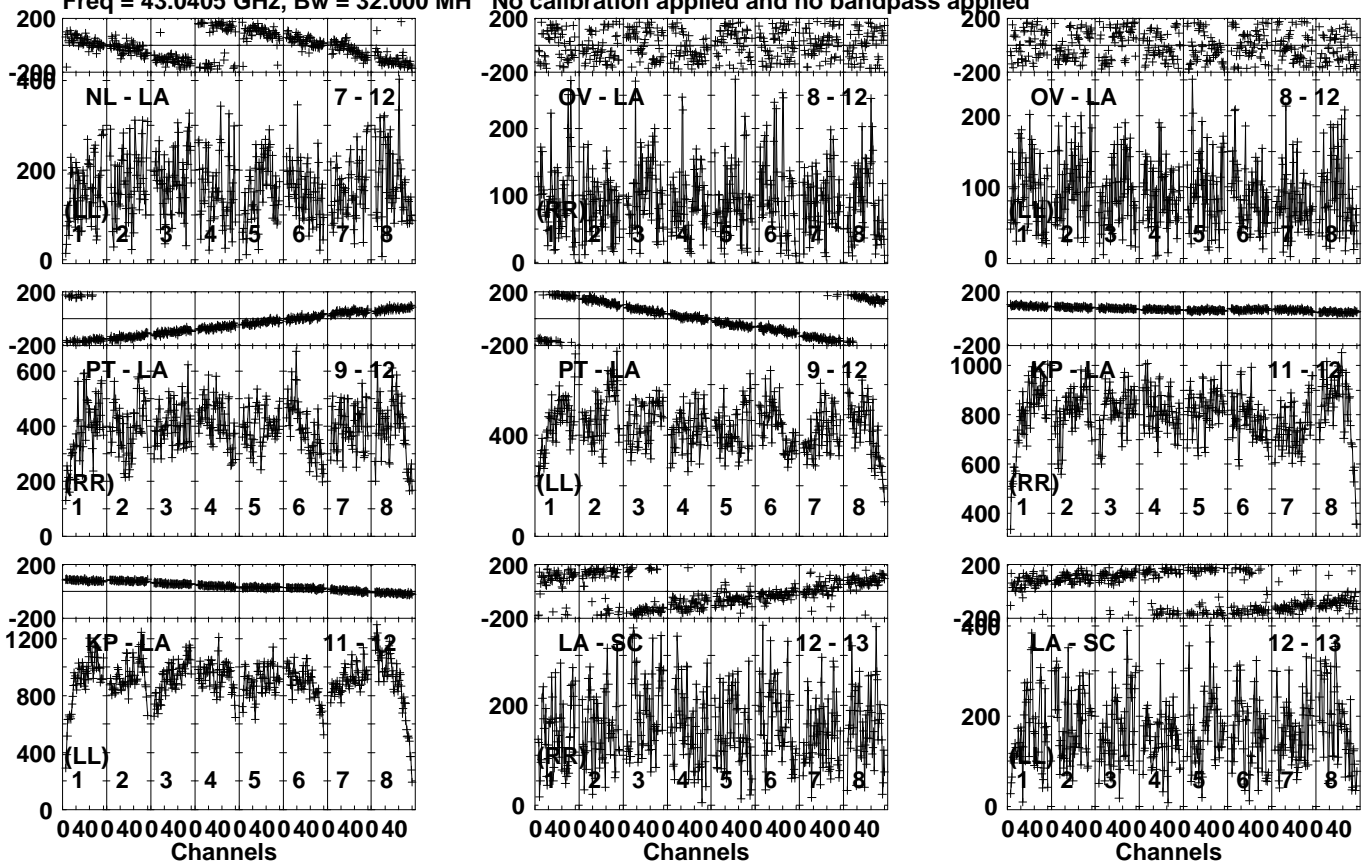 Freq = 43.0405 GHz, Bw = 32.000 MH No calibration applied and no bandpass applied
200
-200
400
200
0
NL - LA 7 - 12
(LL)
1 2 3 4 5 6 7 8
200
-200
200
100
0
OV - LA 8 - 12
(RR)
1 2 3 4 5 6 7 8
200
-200
200
100
0
OV - LA 8 - 12
(LL)
1 2 3 4 5 6 7 8
200
-200
600
400
200
0
PT - LA 9 - 12
(RR)
1 2 3 4 5 6 7 8
200
-200
400
0
PT - LA 9 - 12
(LL)
1 2 3 4 5 6 7 8
200
-200
1000
800
600
400
KP - LA 11 - 12
(RR)
1 2 3 4 5 6 7 8
200
-200
1200
800
400
0
KP - LA 11 - 12
(LL)
1 2 3 4 5 6 7 8
0 40 0 40 0 40 0 40 0 40 0 40 0 40 0 40
Channels
200
-200
200
0
LA - SC 12 - 13
(RR)
1 2 3 4 5 6 7 8
0 40 0 40 0 40 0 40 0 40 0 40 0 40 0 40
Channels
200
-200
400
200
0
LA - SC 12 - 13
(LL)
1 2 3 4 5 6 7 8
0 40 0 40 0 40 0 40 0 40 0 40 0 40 0 40
Channels